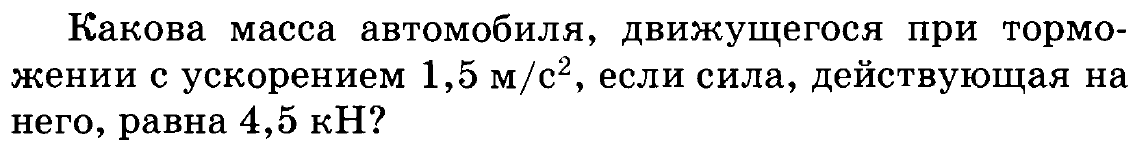 Какова масса автомобиля, движущегося при тормо-
жении с ускорением 1,5 м/с², если сила, действующая на
него, равна 4,5 кН?